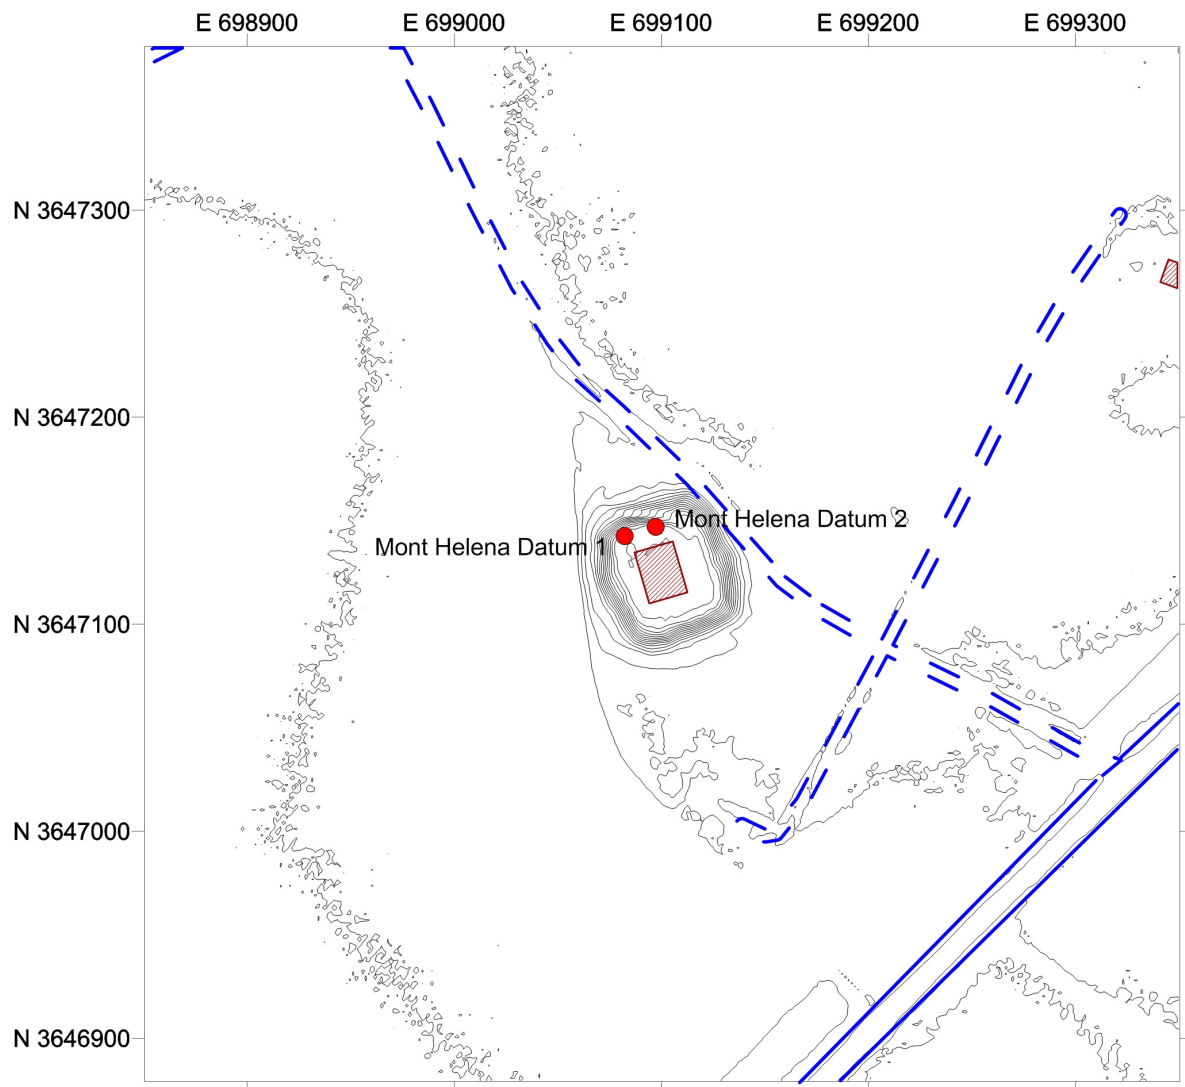 E 698900 E 699000 E 699100 E 699200 E 699300
N 3647300
N 3647200
Mont Helena Datum 2
Mont Helena Datum 1
N 3647100
N 3647000
N 3646900